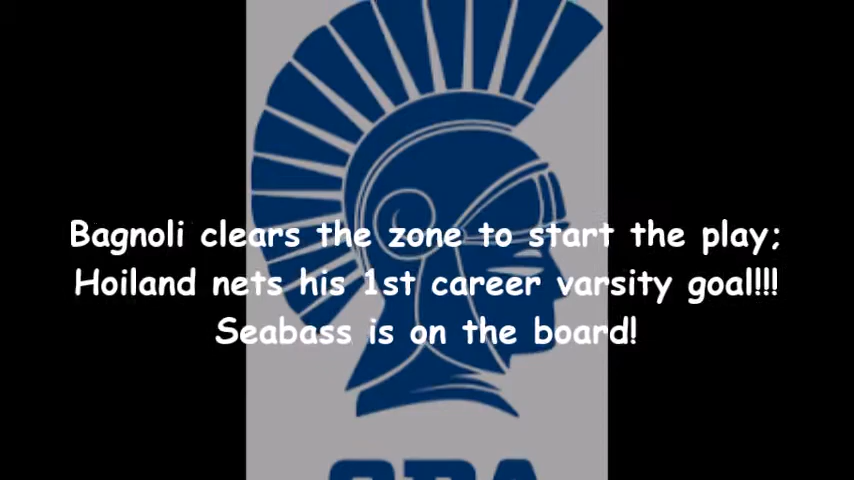 Bagnoli clears the zone to start the play;
Hoiland nets his 1st career varsity goal!!!
Seabass is on the board!